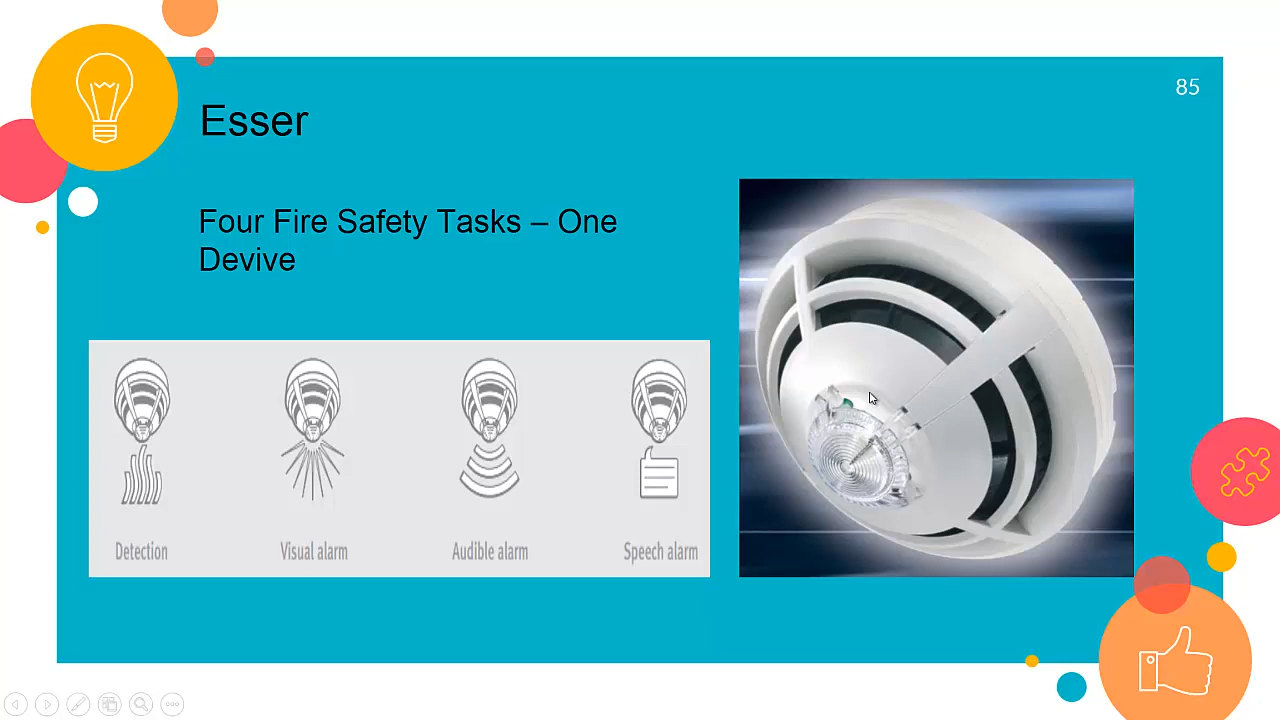 85
Esser
Four Fire Safety Tasks – One
Devive
Detection
Visual alarm
Audible alarm
Speech alarm